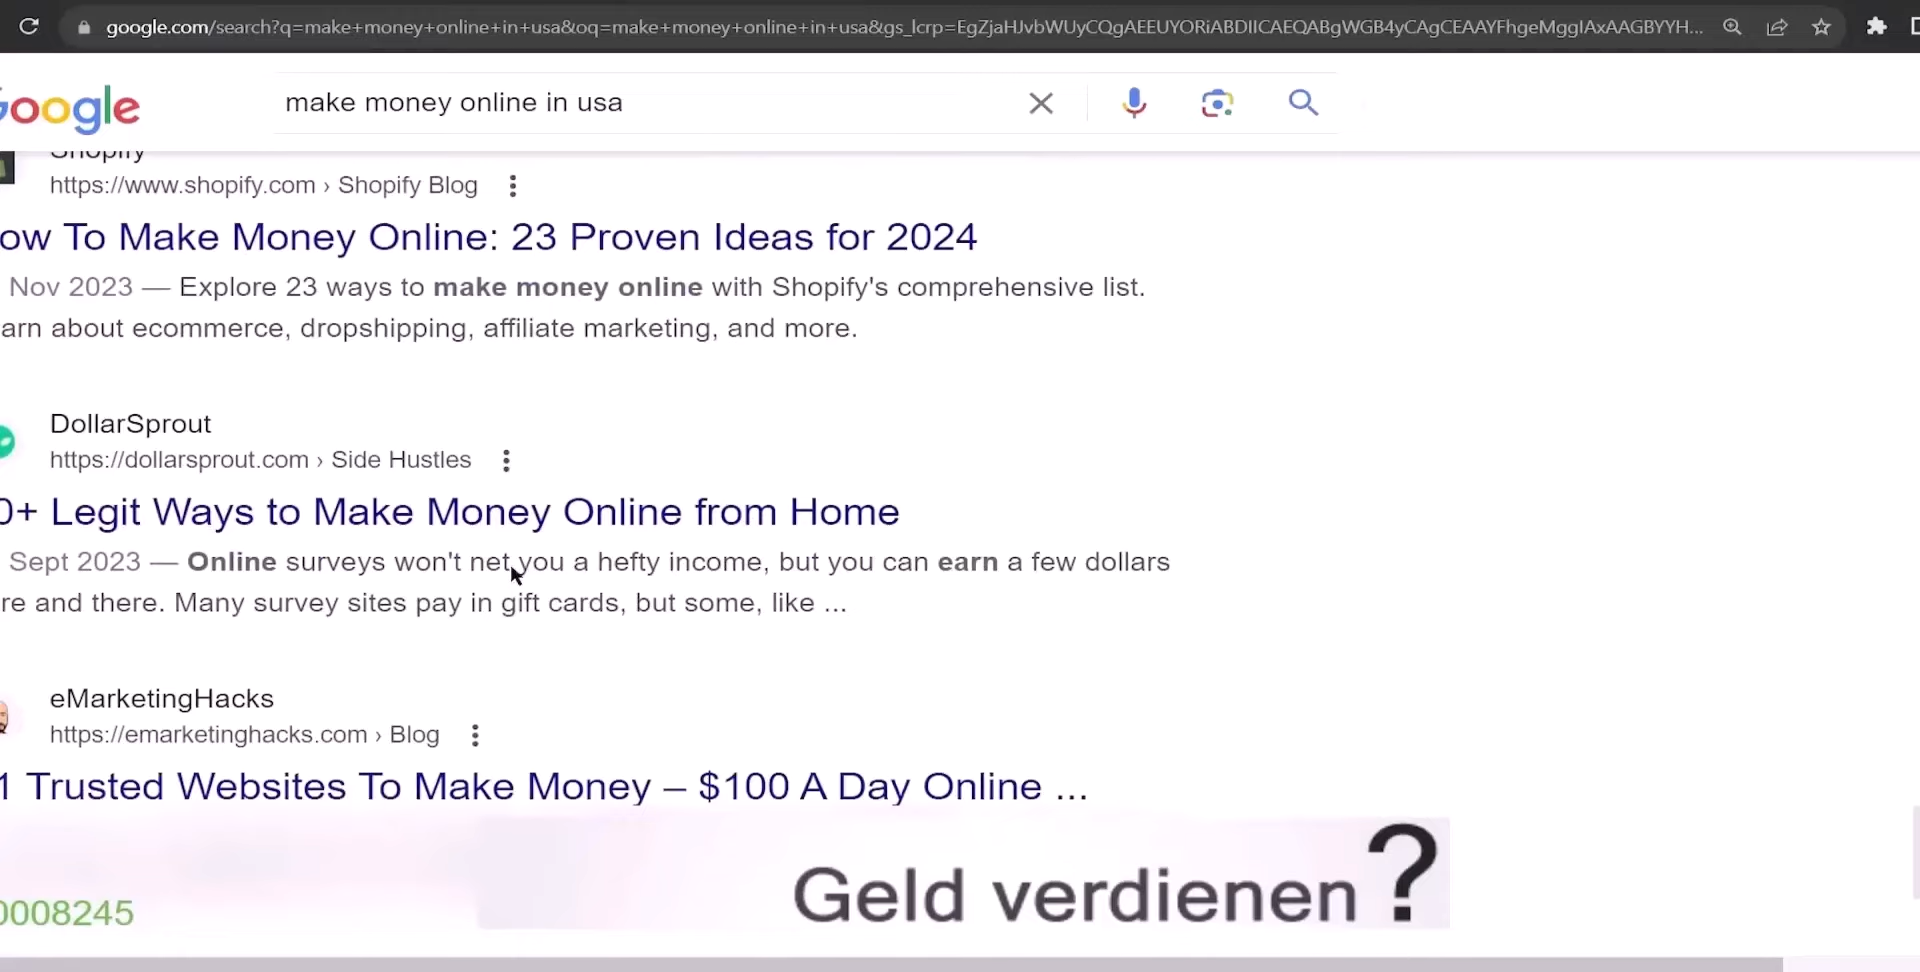 google.com/search?q=make+money+online+in+usa&oq=make+money+online+in+usa&gs_lcrp=EgZjaHJvbWUyCQgAEEUYORiABDIICAEQABgWGB4yCAgCEAAYFhgeMggIAxAAGBYYH...
Google
make money online in usa
Shopify
https://www.shopify.com › Shopify Blog
ow To Make Money Online: 23 Proven Ideas for 2024
Nov 2023 — Explore 23 ways to make money online with Shopify's comprehensive list.
arn about ecommerce, dropshipping, affiliate marketing, and more.
DollarSprout
https://dollarsprout.com › Side Hustles
0+ Legit Ways to Make Money Online from Home
Sept 2023 — Online surveys won't net you a hefty income, but you can earn a few dollars
re and there. Many survey sites pay in gift cards, but some, like ...
eMarketingHacks
https://emarketinghacks.com › Blog
1 Trusted Websites To Make Money – $100 A Day Online ...
Geld verdienen?
0008245